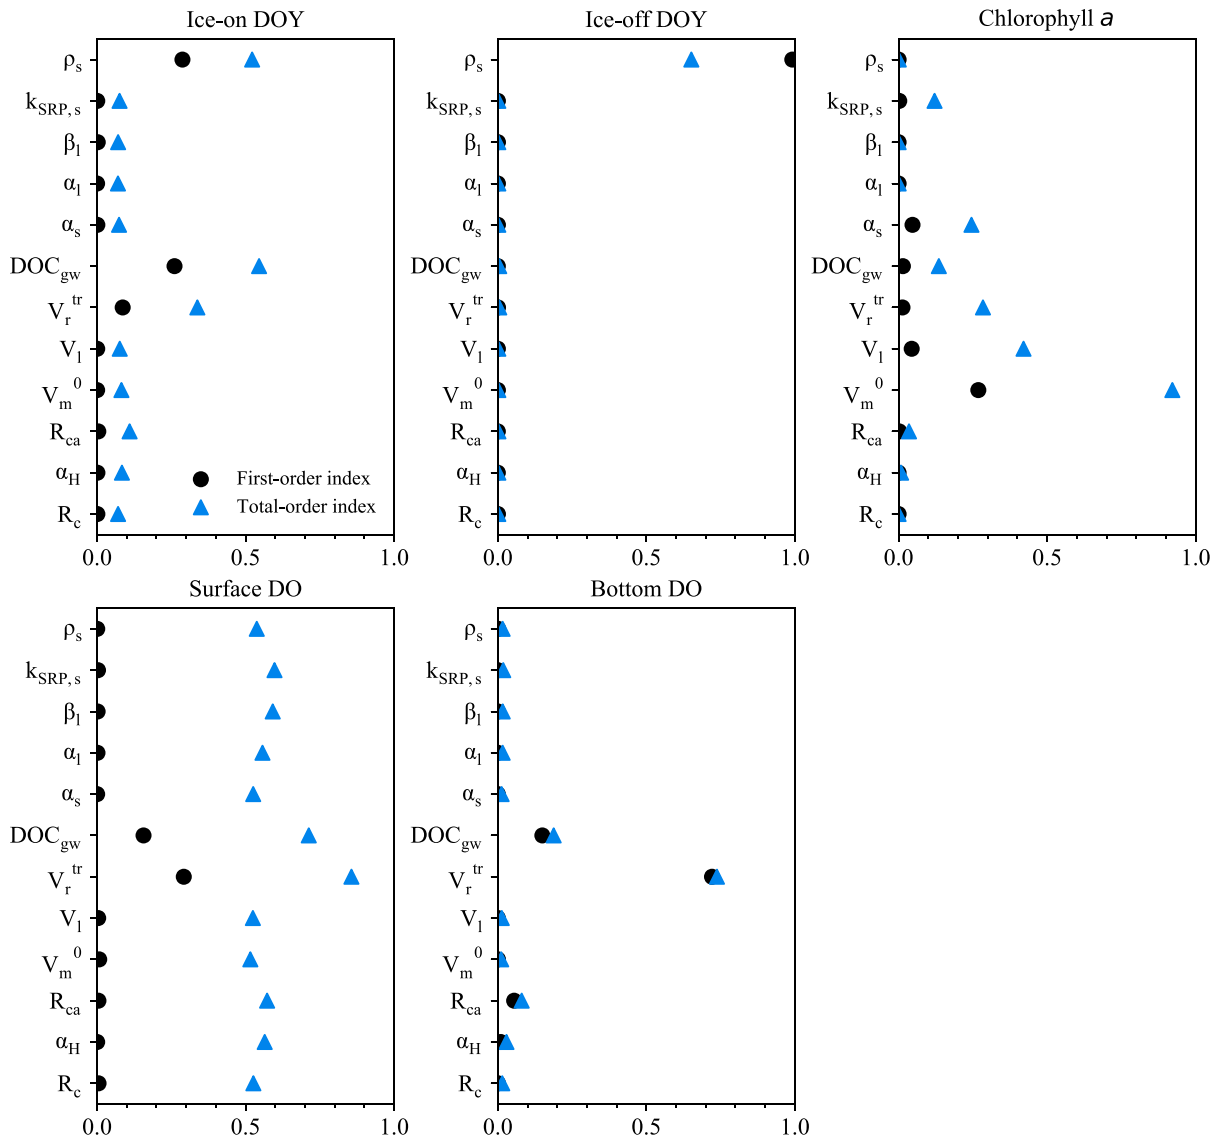 Ice-on DOY
Ice-off DOY
Chlorophyll a
ρs
kSRP, s
βl
αl
αs
DOCgw
Vr^tr
Vl
Vm^0
Rca
αH
Rc
First-order index
Total-order index
0.0 0.5 1.0
ρs
kSRP, s
βl
αl
αs
DOCgw
Vr^tr
Vl
Vm^0
Rca
αH
Rc
0.0 0.5 1.0
ρs
kSRP, s
βl
αl
αs
DOCgw
Vr^tr
Vl
Vm^0
Rca
αH
Rc
0.0 0.5 1.0
Surface DO
Bottom DO
ρs
kSRP, s
βl
αl
αs
DOCgw
Vr^tr
Vl
Vm^0
Rca
αH
Rc
0.0 0.5 1.0
ρs
kSRP, s
βl
αl
αs
DOCgw
Vr^tr
Vl
Vm^0
Rca
αH
Rc
0.0 0.5 1.0